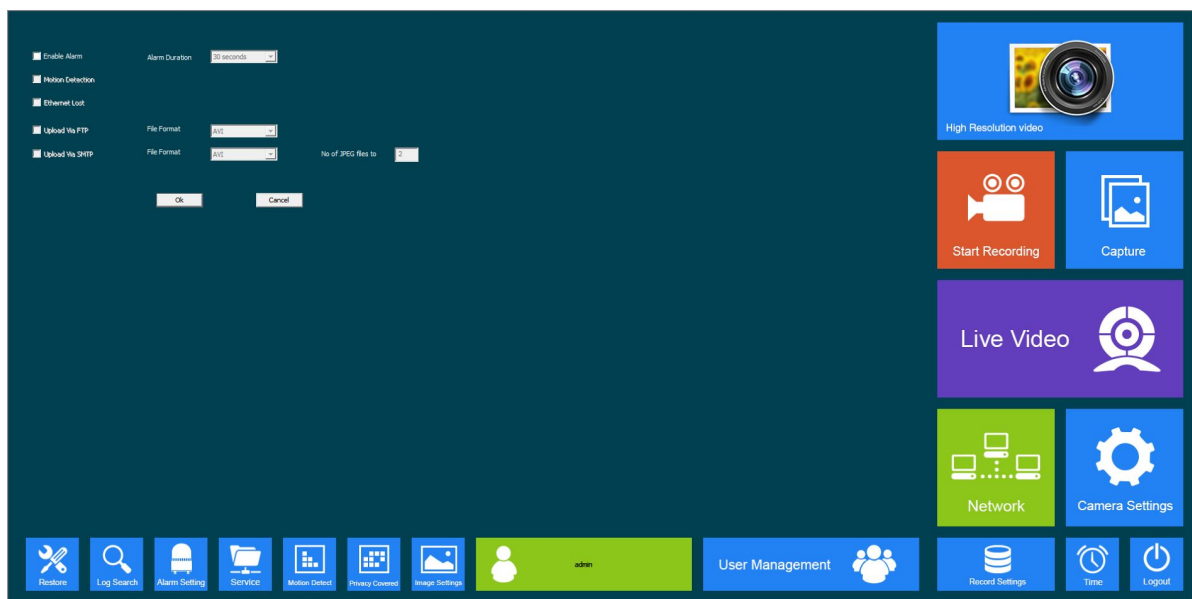 Enable Alarm Alarm Duration 30 seconds
Motion Detection
Ethernet Lost
Upload Via FTP File Format AVI
Upload Via SMTP File Format AVI No of JPEG files to 2
Ok Cancel
High Resolution video
Start Recording Capture
Live Video
Network Camera Settings
Restore Log Search Alarm Setting Service Motion Detect Privacy Covered Image Settings admin User Management Record Settings Time Logout